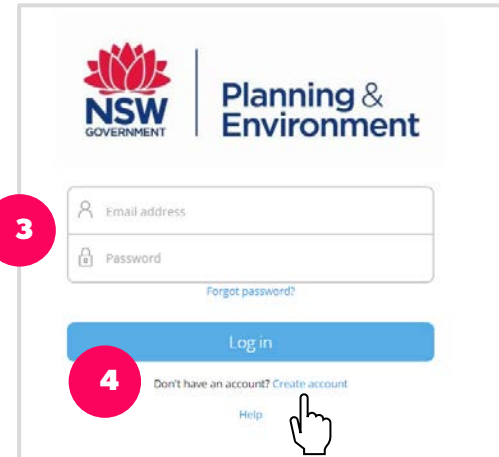 NSW
GOVERNMENT
Planning &
Environment
3
Email address
Password
Forgot password?
Log in
4
Don't have an account? Create account
Help